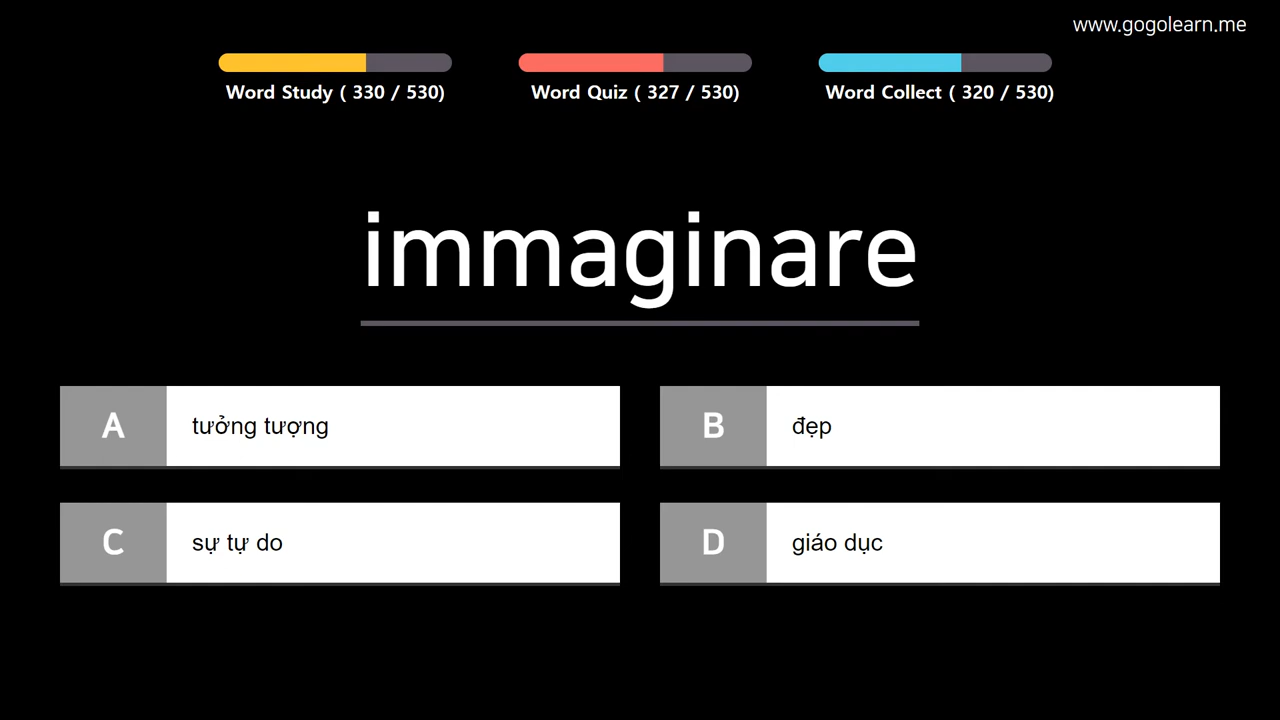 www.gogolearn.me
Word Study ( 330 / 530)
Word Quiz ( 327 / 530)
Word Collect ( 320 / 530)
immaginare
A tưởng tượng
B đẹp
C sự tự do
D giáo dục